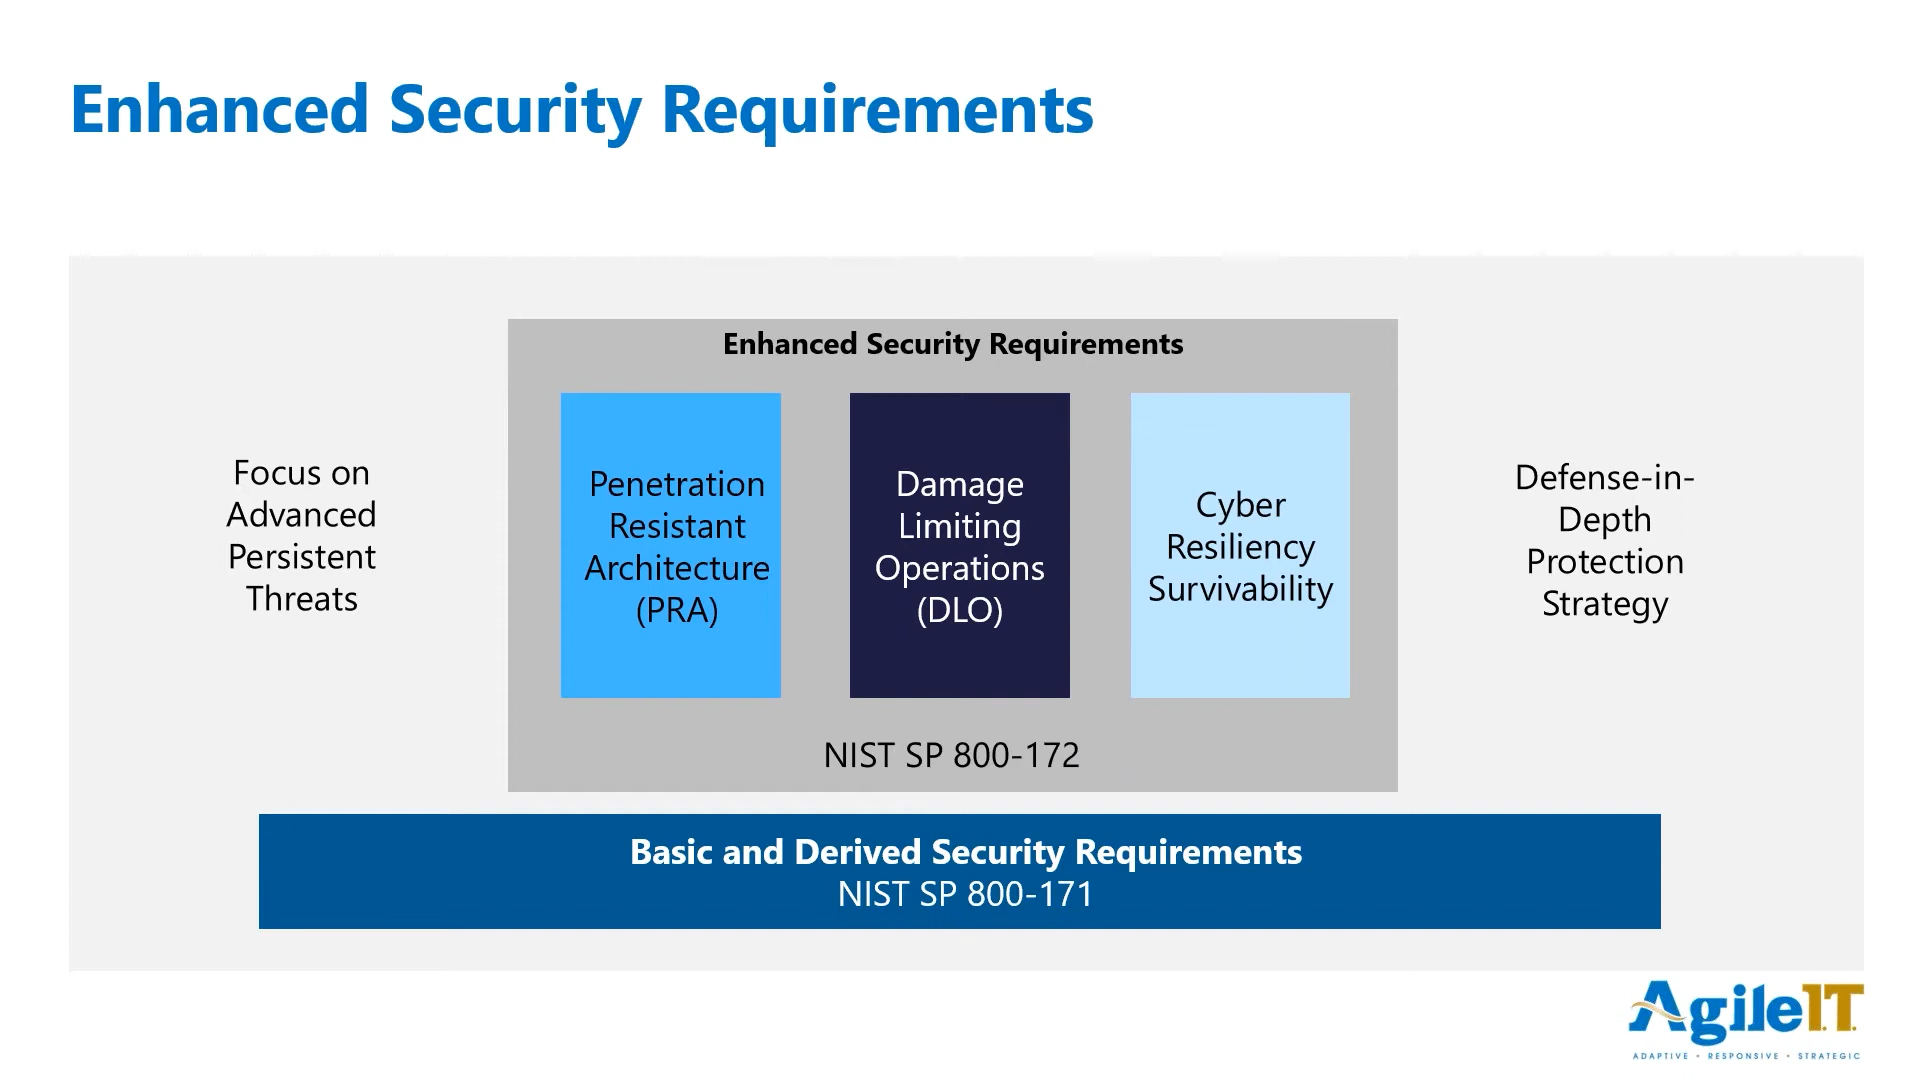 Enhanced Security Requirements
Enhanced Security Requirements
Focus on
Advanced
Persistent
Threats
Penetration
Resistant
Architecture
(PRA)
Damage
Limiting
Operations
(DLO)
Cyber
Resiliency
Survivability
Defense-in-
Depth
Protection
Strategy
NIST SP 800-172
Basic and Derived Security Requirements
NIST SP 800-171
AgileI.T.
ADAPTIVE • RESPONSIVE • STRATEGIC